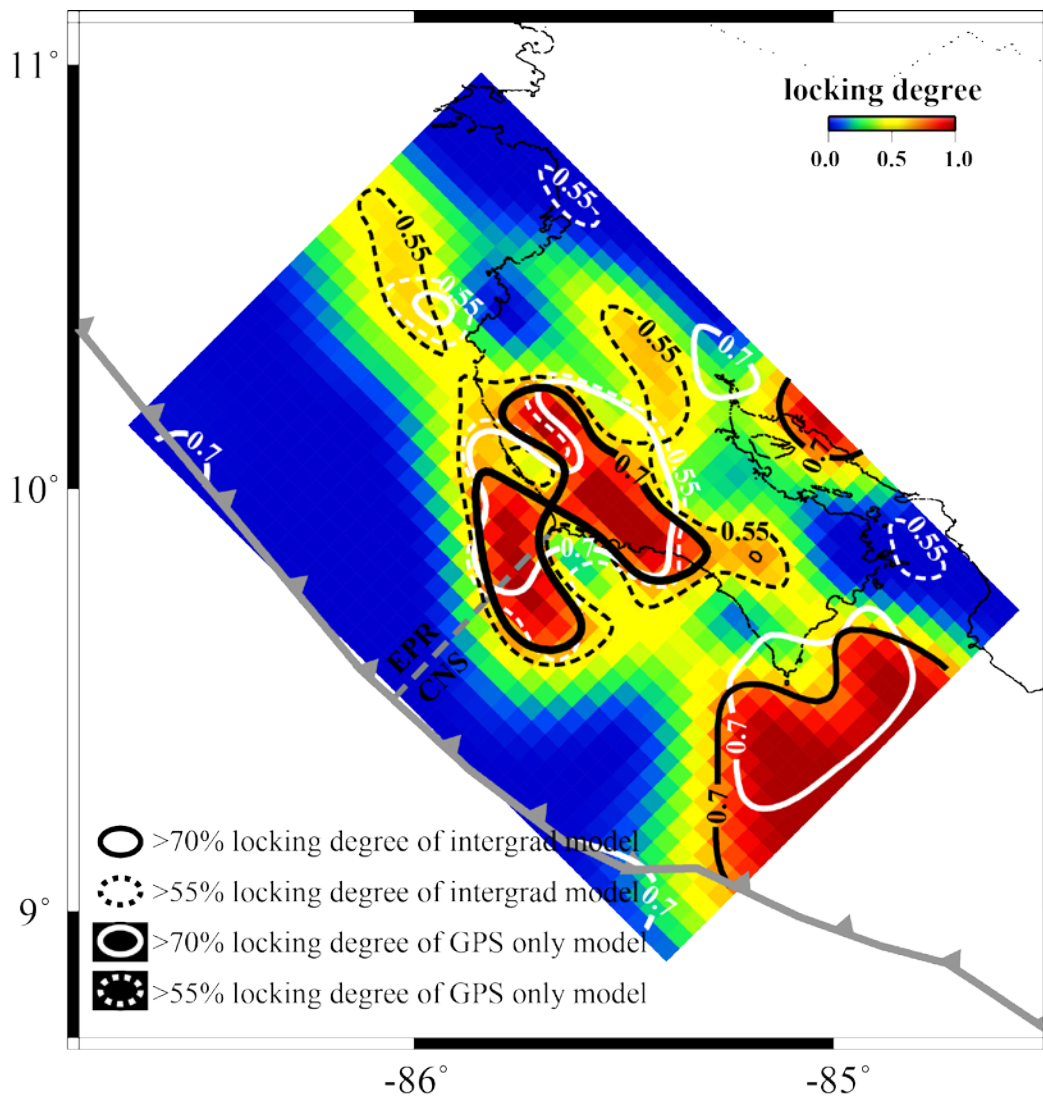 11°
locking degree
0.0 0.5 1.0
0.55
0.55
0.55
0.55
0.7
0.7
0.7
0.7
0.55
10°
0.55
0.55
0.7
EPR
CNS
0.7
0.7
>70% locking degree of intergrad model
>55% locking degree of intergrad model
0.7
9°
>70% locking degree of GPS only model
>55% locking degree of GPS only model
-86°
-85°